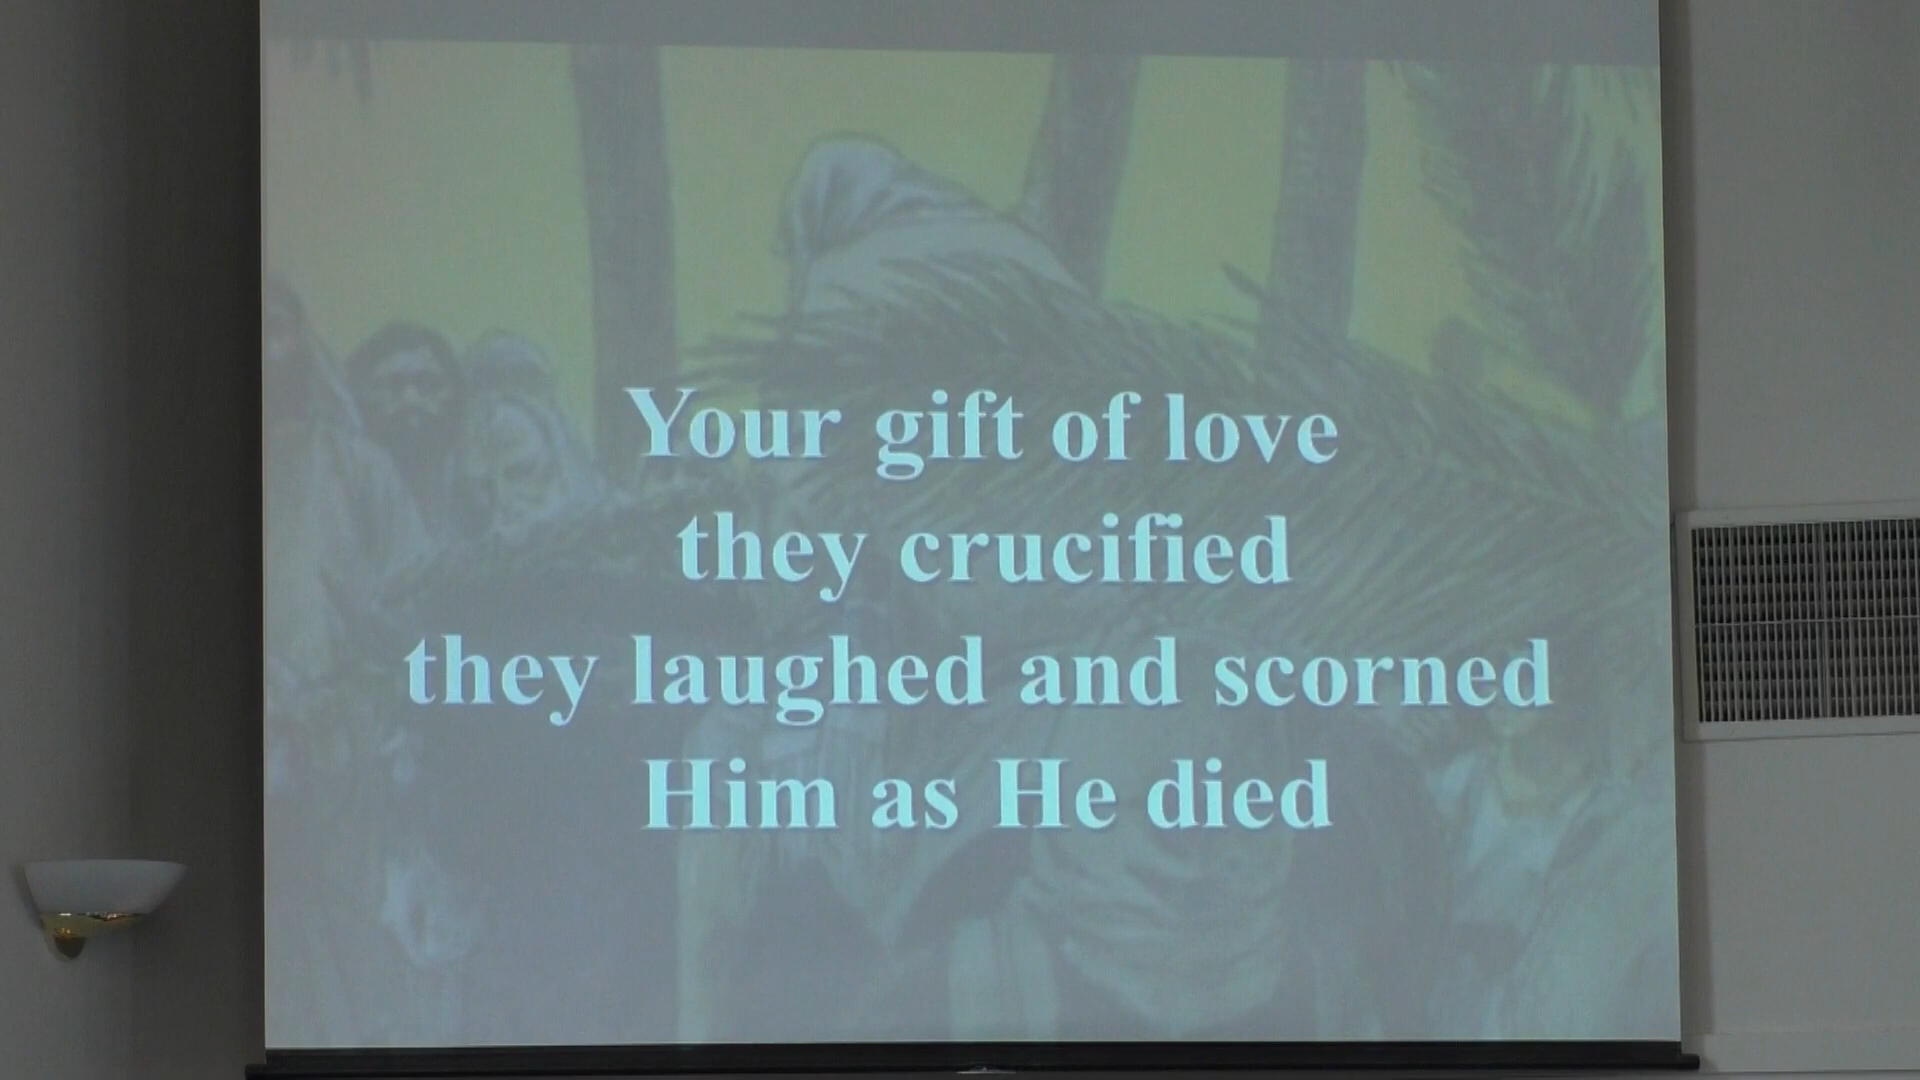 Your gift of love
they crucified
they laughed and scorned
Him as He died